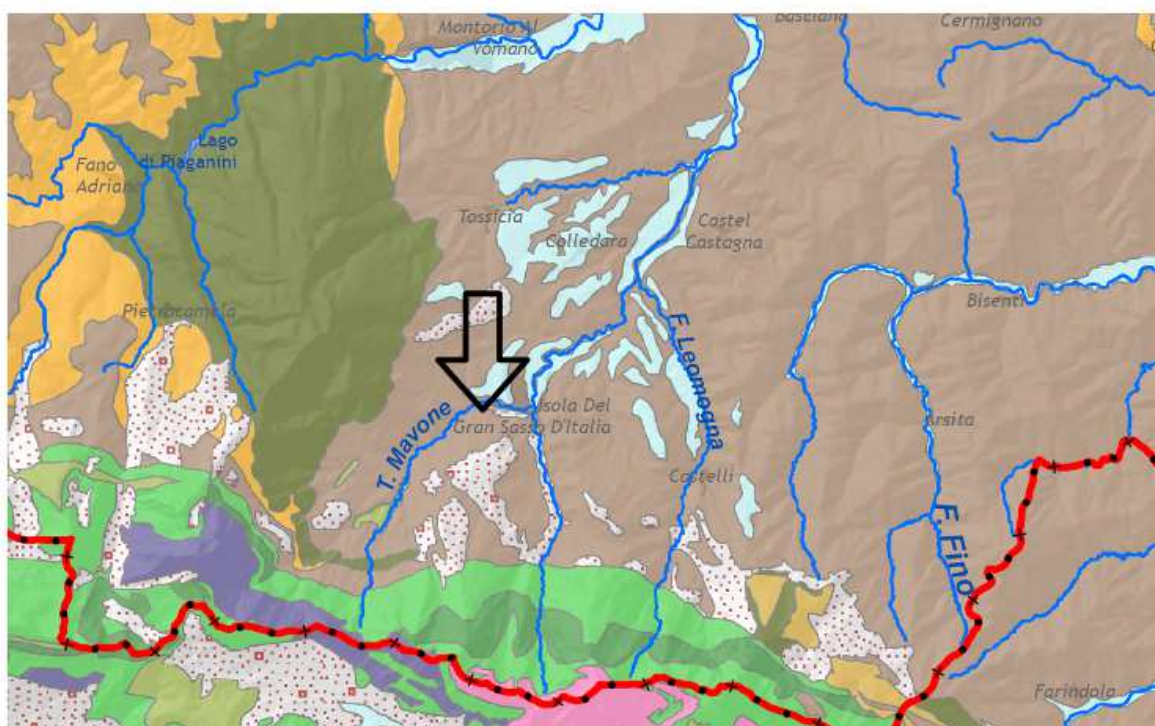 Basciano
Cermignano
Montorio Al
Vomano
Lago
di Piaganini
Fano
Adriano
Tossicia
Colledara
Castel
Castagna
Pietracamela
Bisenti
F. Leomogna
T. Mavone
Isola Del
Gran Sasso D'Italia
Arsita
Castelli
F. Fino
Farindola